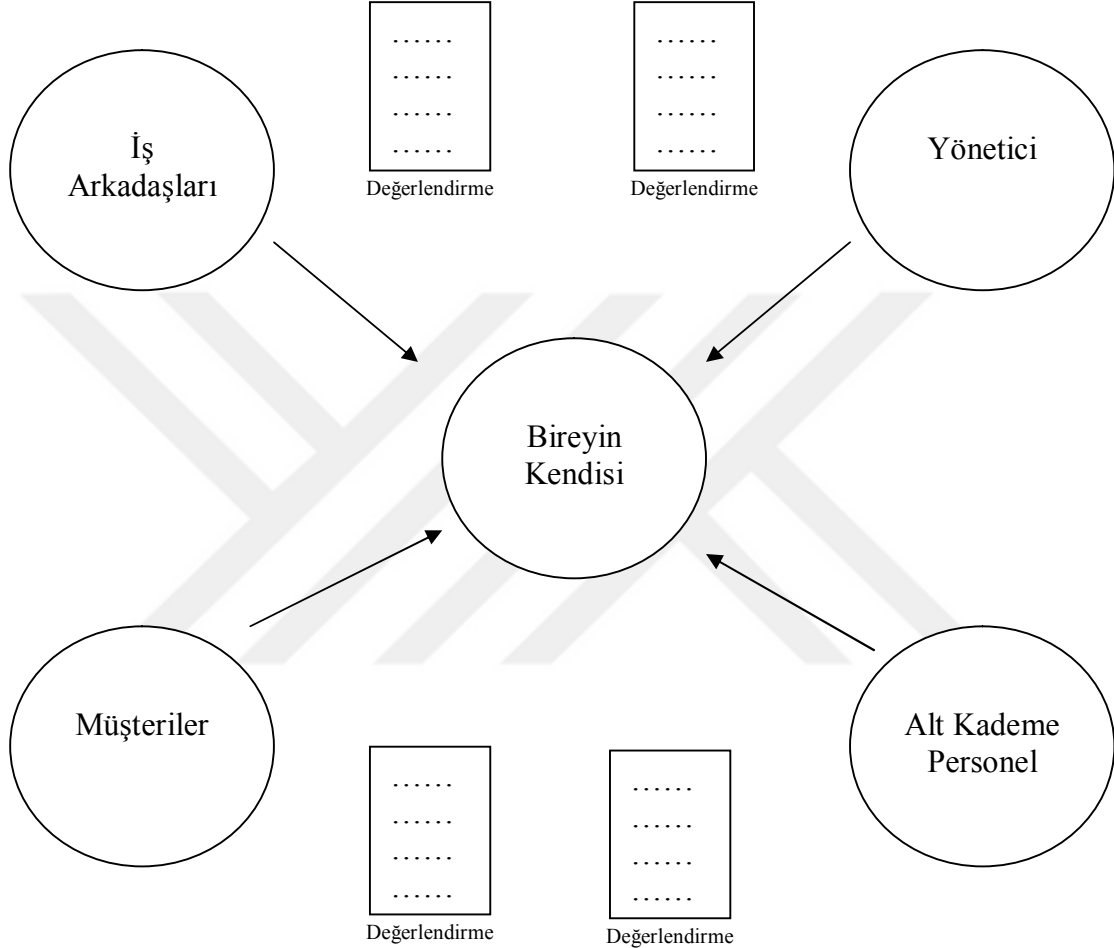 ......
......
......
......
Değerlendirme
......
......
......
......
Değerlendirme
İş
Arkadaşları
Yönetici
Bireyin
Kendisi
Müşteriler
Alt Kademe
Personel
......
......
......
......
Değerlendirme
......
......
......
......
Değerlendirme